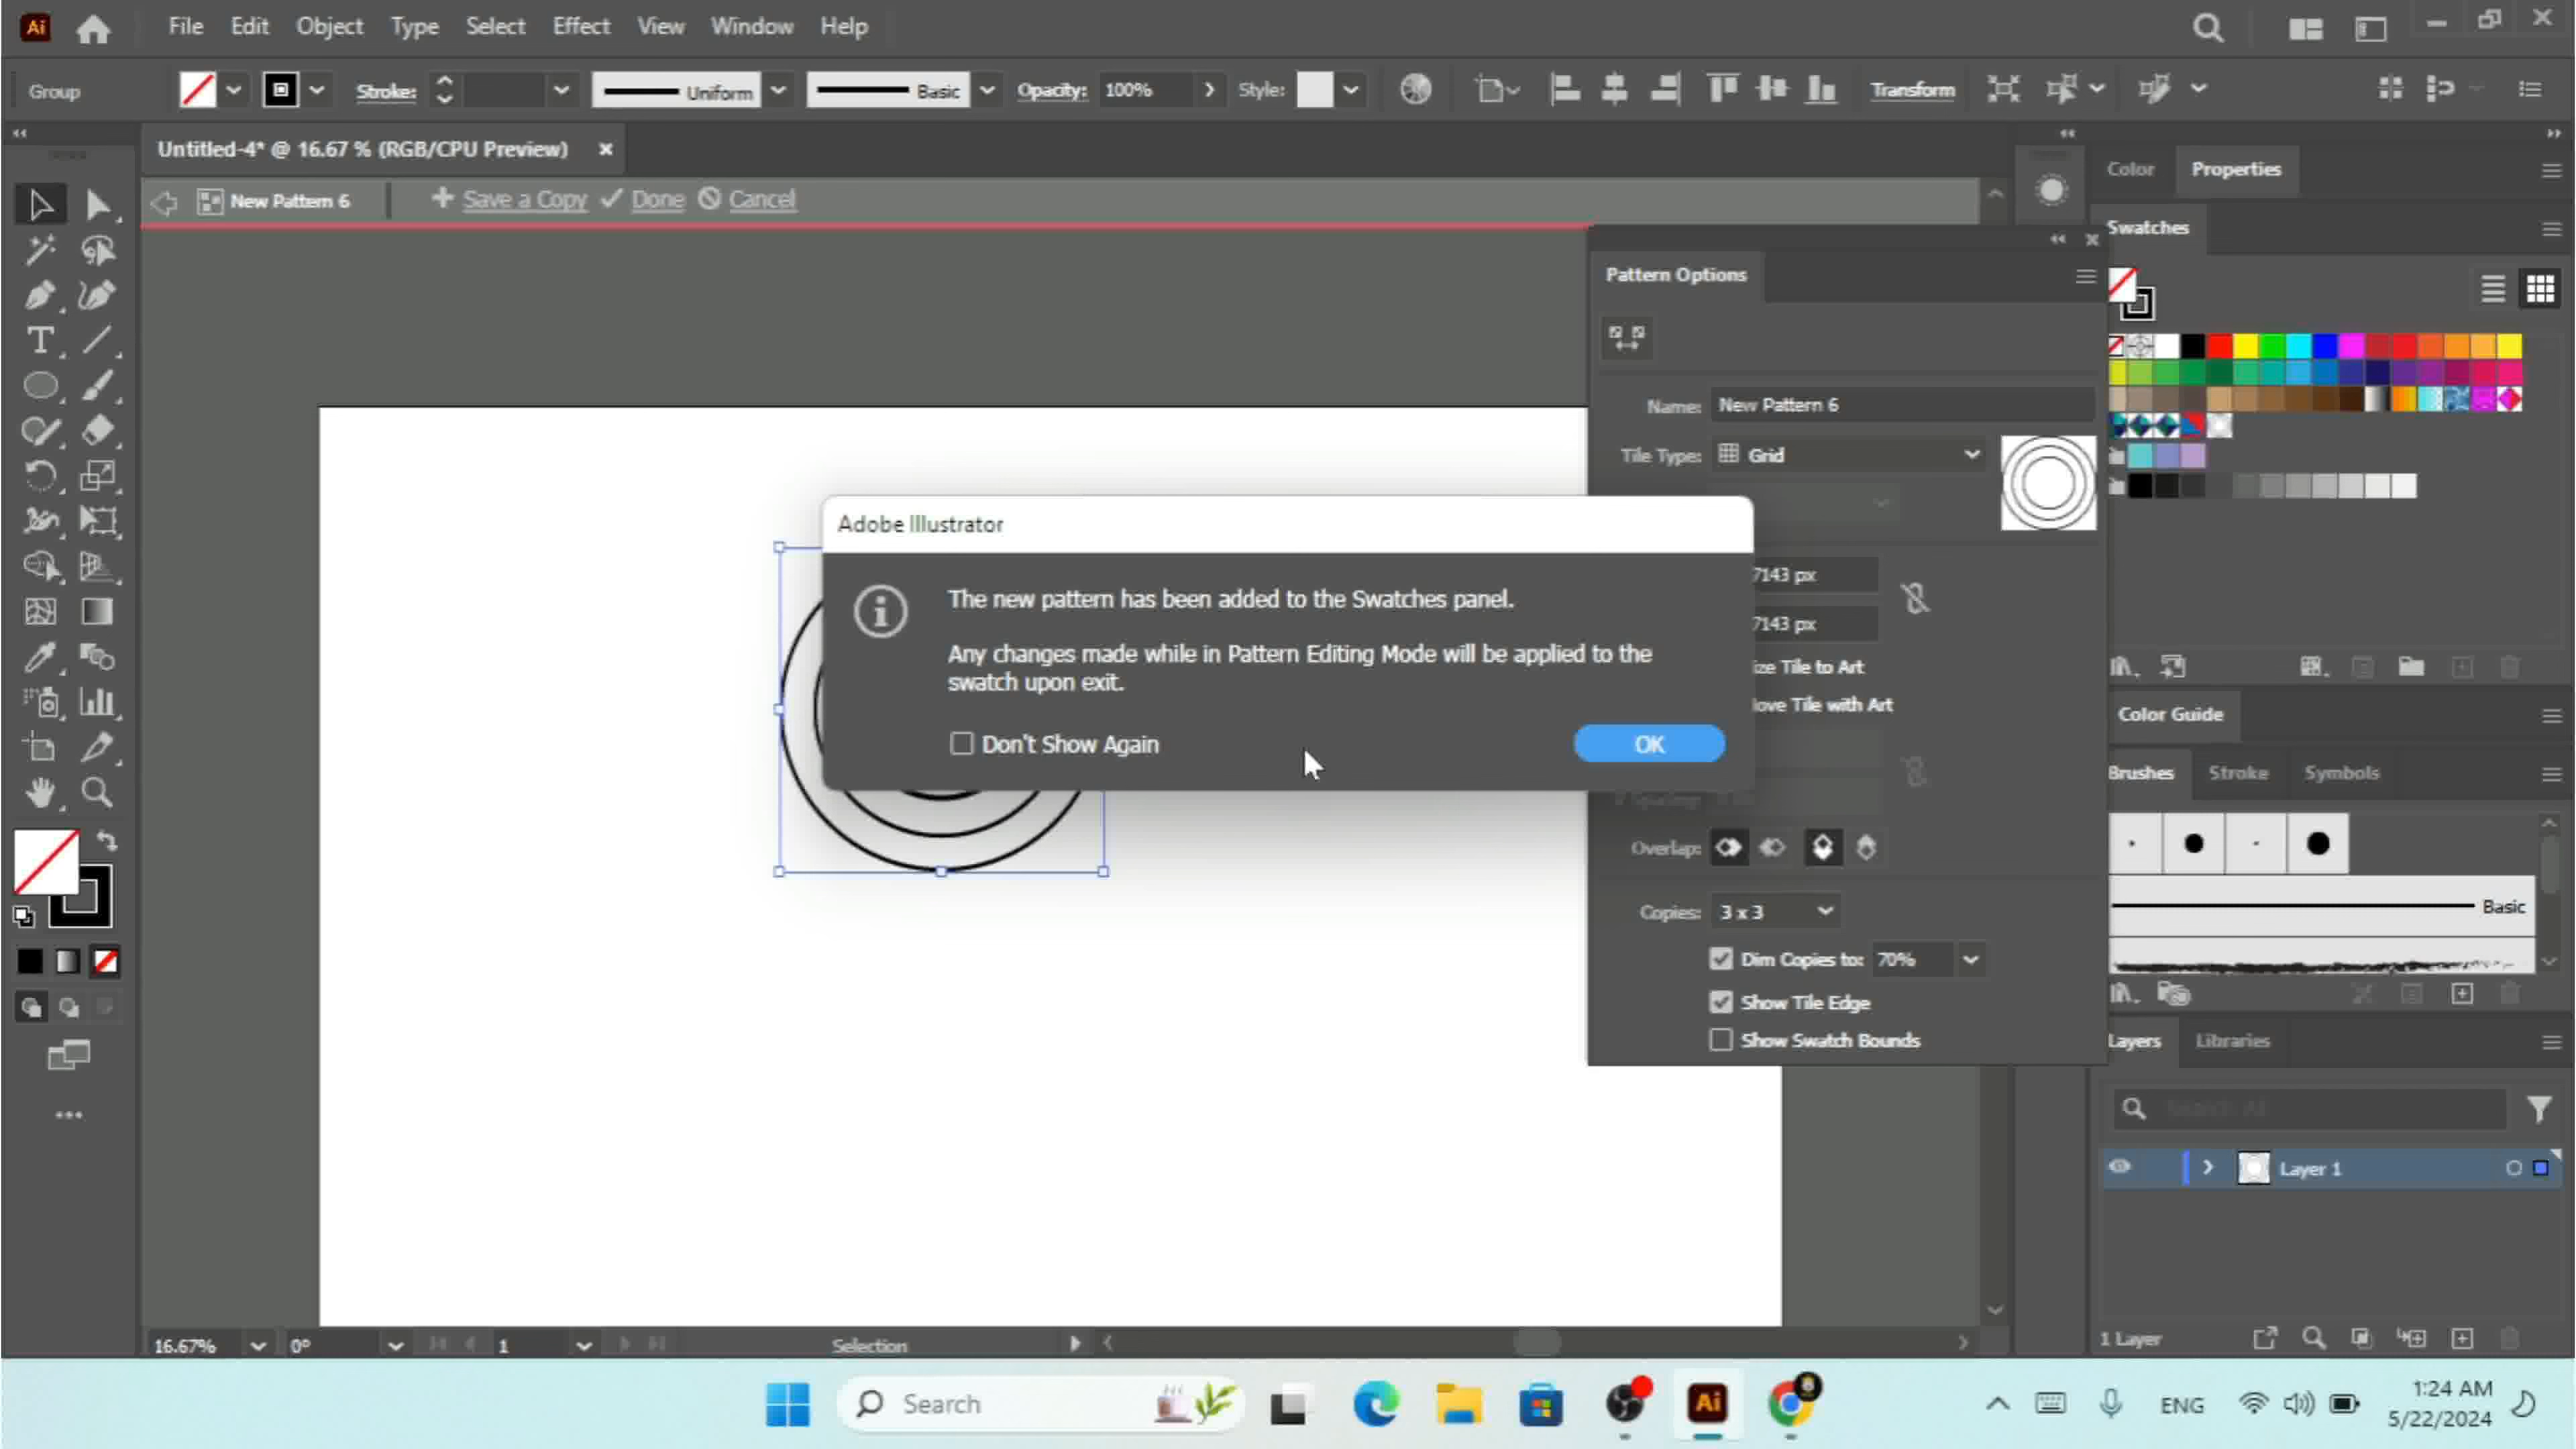 Ai File Edit Object Type Select Effect View Window Help
Group Stroke: Uniform Basic Opacity: 100% Style: Transform
Untitled-4* @ 16.67 % (RGB/CPU Preview)
New Pattern 6 Save a Copy Done Cancel
Color Properties
Swatches
Pattern Options
Name: New Pattern 6
Tile Type: Grid
Adobe Illustrator
The new pattern has been added to the Swatches panel.
Any changes made while in Pattern Editing Mode will be applied to the
swatch upon exit.
Don't Show Again OK
7143 px
7143 px
ize Tile to Art
ove Tile with Art
Overlap:
Copies: 3 x 3
Dim Copies to: 70%
Show Tile Edge
Show Swatch Bounds
Color Guide
Brushes Stroke Symbols
Basic
Layers Libraries
Layer 1
1 Layer
16.67% 0° 1 Selection
Search
Ai
ENG
1:24 AM
5/22/2024